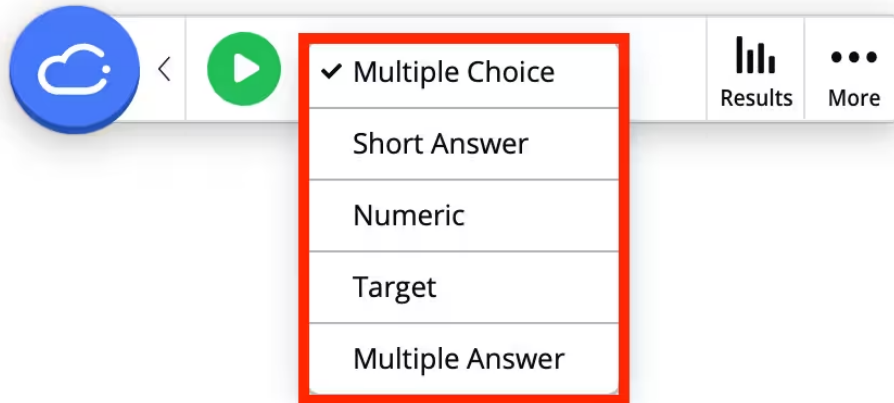 Multiple Choice
Short Answer
Numeric
Target
Multiple Answer
Results
More